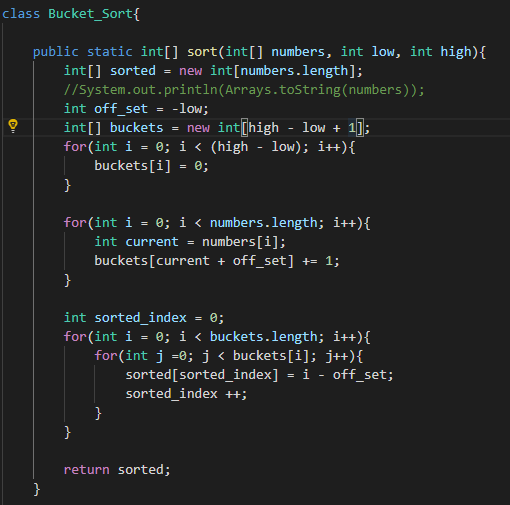 class Bucket_Sort{
public static int[] sort(int[] numbers, int low, int high){
int[] sorted = new int[numbers.length];
//System.out.println(Arrays.toString(numbers));
int off_set = -low;
int[] buckets = new int[high - low + 1];
for(int i = 0; i < (high - low); i++){
buckets[i] = 0;
}
for(int i = 0; i < numbers.length; i++){
int current = numbers[i];
buckets[current + off_set] += 1;
}
int sorted_index = 0;
for(int i = 0; i < buckets.length; i++){
for(int j =0; j < buckets[i]; j++){
sorted[sorted_index] = i - off_set;
sorted_index ++;
}
}
return sorted;
}